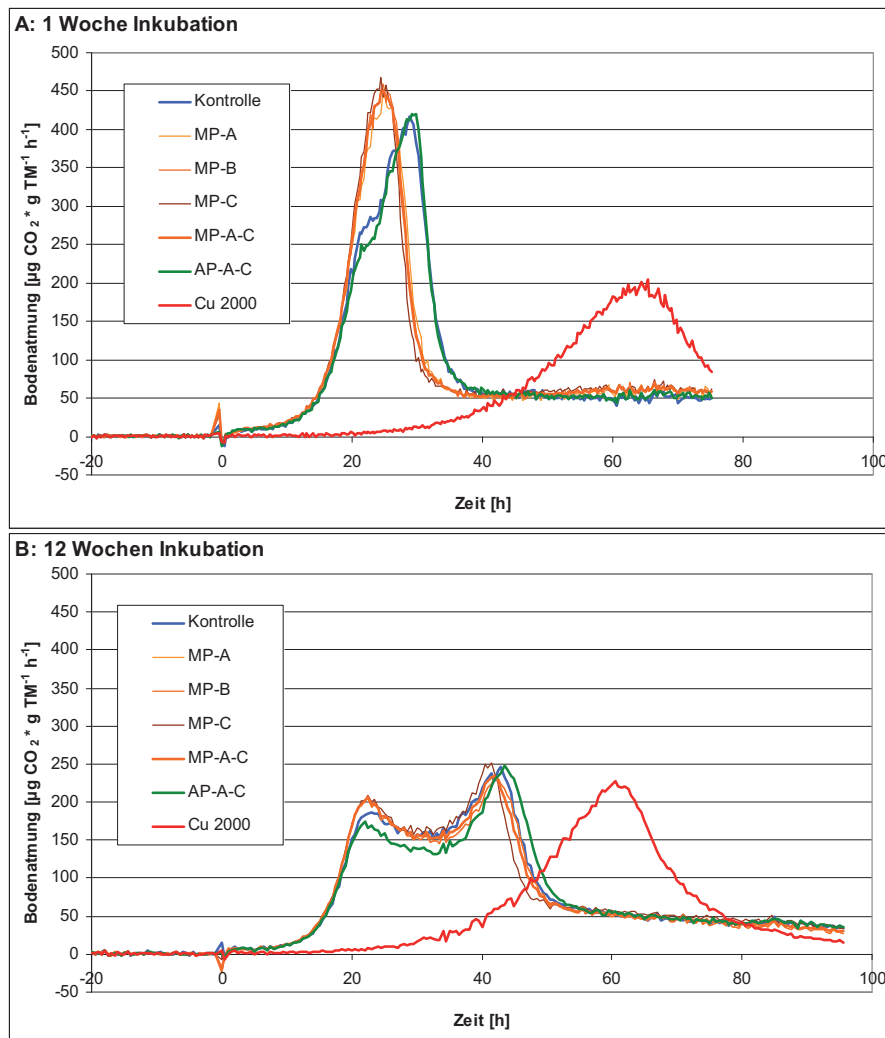 A: 1 Woche Inkubation
500
450
400
350
300
250
200
150
100
50
0
-50
Bodenatmung [µg CO₂ * g TM⁻¹ h⁻¹]
Kontrolle
MP-A
MP-B
MP-C
MP-A-C
AP-A-C
Cu 2000
-20 0 20 40 60 80 100
Zeit [h]
B: 12 Wochen Inkubation
500
450
400
350
300
250
200
150
100
50
0
-50
Bodenatmung [µg CO₂ * g TM⁻¹ h⁻¹]
Kontrolle
MP-A
MP-B
MP-C
MP-A-C
AP-A-C
Cu 2000
-20 0 20 40 60 80 100
Zeit [h]